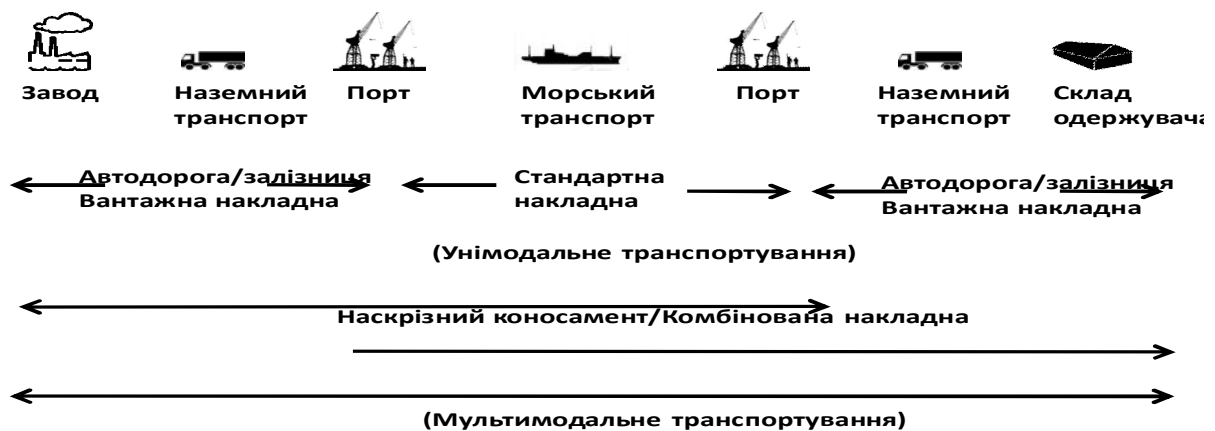 Завод
Наземний
транспорт
Порт
Морський
транспорт
Порт
Наземний
транспорт
Склад
одержувача
Автодорога/залізниця
Вантажна накладна
Стандартна
накладна
Автодорога/залізниця
Вантажна накладна
(Унімодальне транспортування)
Наскрізний коносамент/Комбінована накладна
(Мультимодальне транспортування)